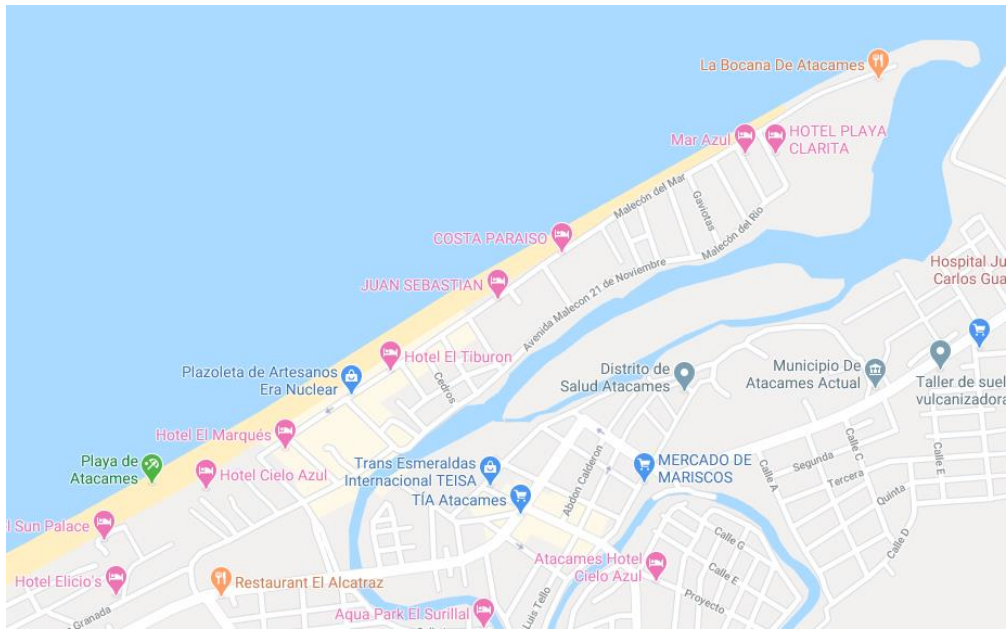 La Bocana De Atacames
Mar Azul
HOTEL PLAYA
CLARITA
Malecón del Mar
Gaviotas
Malecón del Río
COSTA PARAISO
Hospital Ju
Carlos Gua
JUAN SEBASTIAN
Avenida Malecon 21 de Noviembre
Hotel El Tiburon
Plazoleta de Artesanos
Era Nuclear
Cedros
Distrito de
Salud Atacames
Municipio De
Atacames Actual
Taller de suel
vulcanizadora
Hotel El Marqués
Playa de
Atacames
Hotel Cielo Azul
Trans Esmeraldas
Internacional TEISA
TÍA Atacames
Abdon Calderon
MERCADO DE
MARISCOS
Calle A
Segunda
Calle C
Tercera
Calle E
Quinta
Calle D
l Sun Palace
Hotel Elicio's
Granada
Restaurant El Alcatraz
Atacames Hotel
Cielo Azul
Calle G
Calle E
Proyecto
Luis Tello
Aqua Park El Surillal